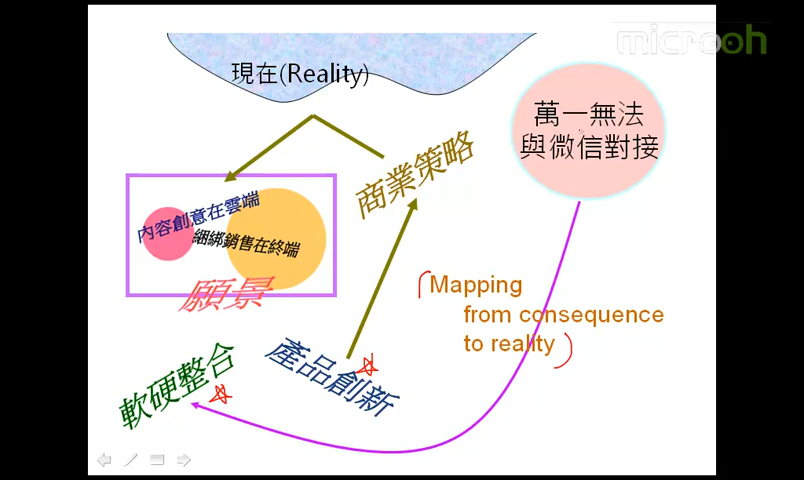 microoh
現在(Reality)
萬一無法
與微信對接
商業策略
內容創意在雲端
綑綁銷售在終端
願景
Mapping
from consequence
to reality
產品創新
軟硬整合